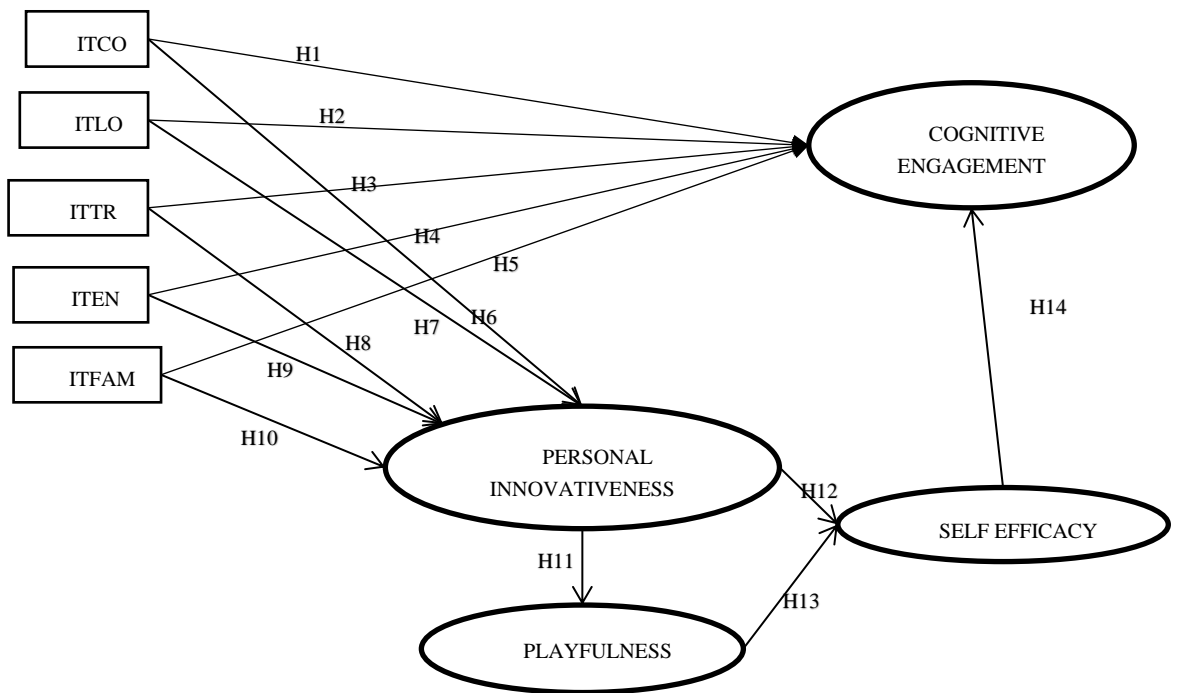 ITCO
H1
ITLO
H2
COGNITIVE
ENGAGEMENT
H3
ITTR
H4
H5
ITEN
H14
H6
H7
H8
H9
ITFAM
H10
PERSONAL
INNOVATIVENESS
H12
SELF EFFICACY
H11
H13
PLAYFULNESS